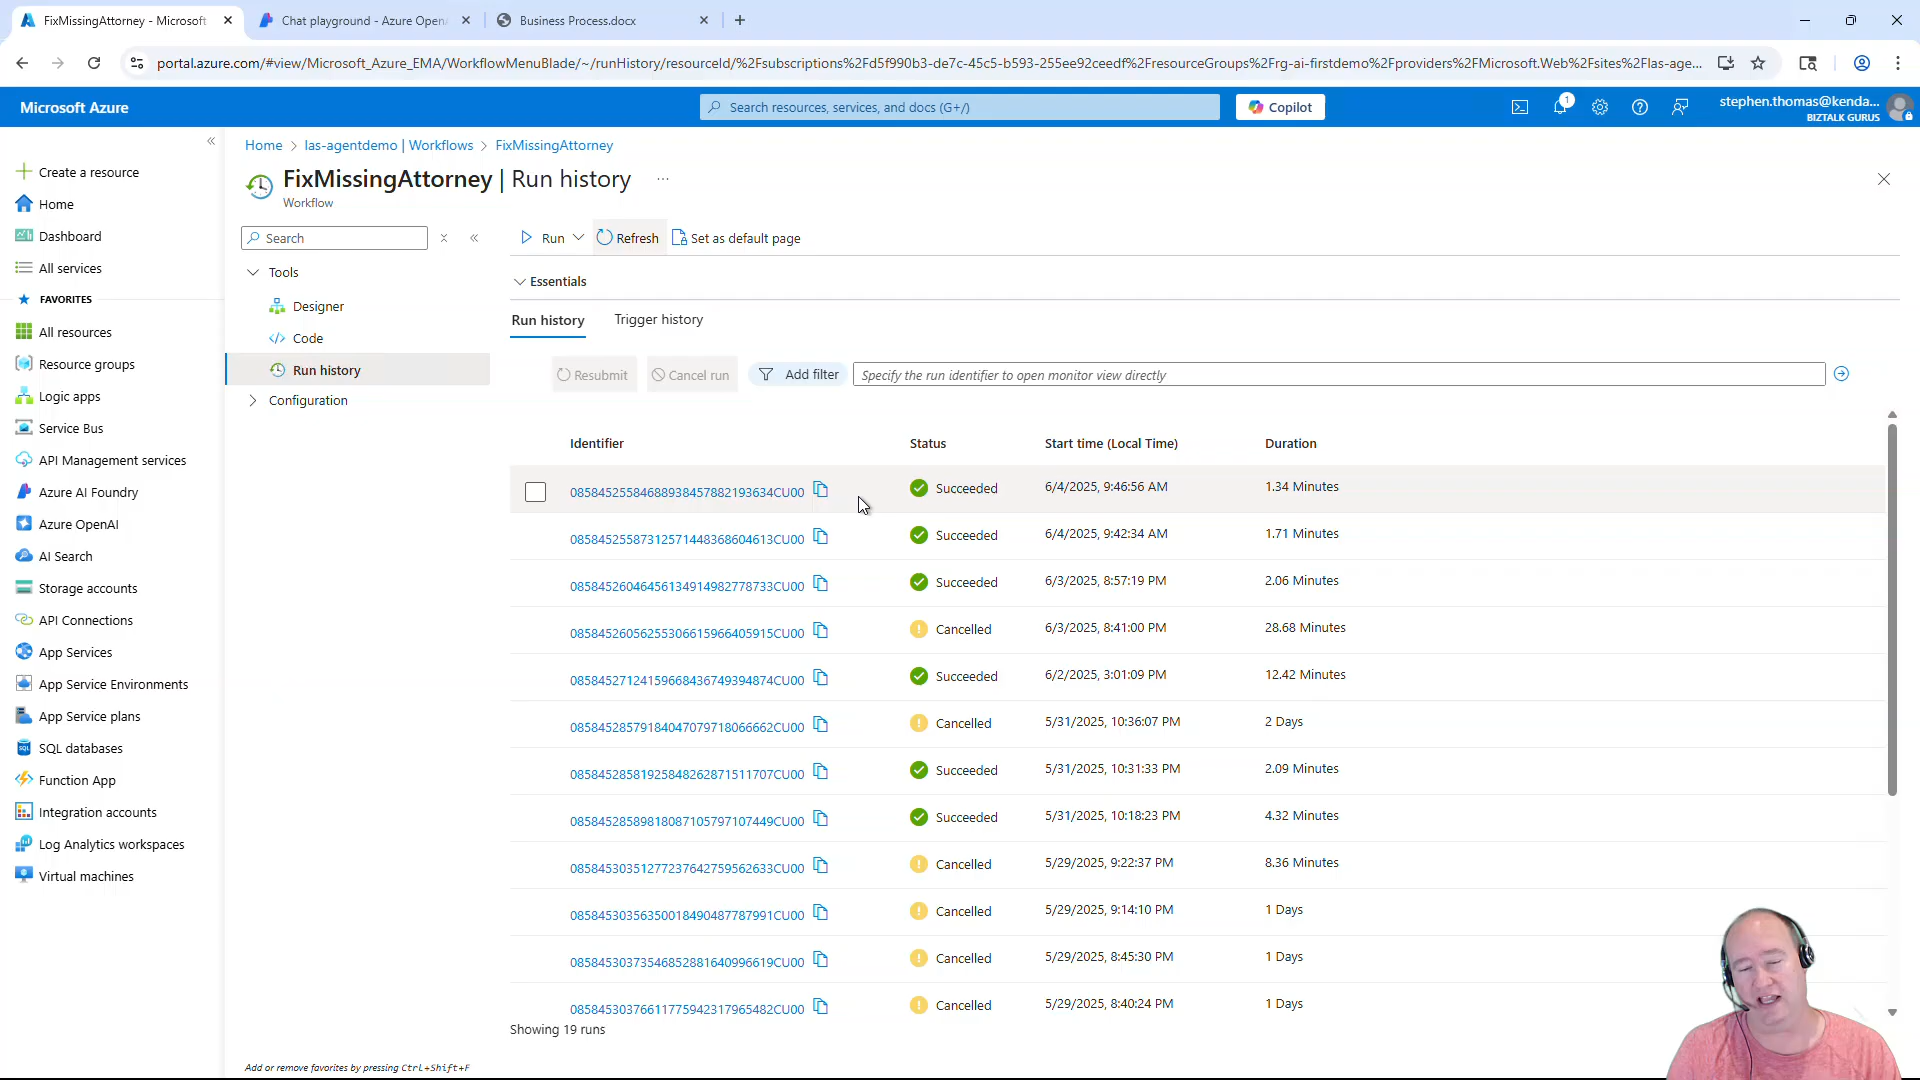 FixMissingAttorney - Microsoft
Chat playground - Azure Open
Business Process.docx
portal.azure.com/#view/Microsoft_Azure_EMA/WorkflowMenuBlade/~/runHistory/resourceId/%2Fsubscriptions%2Fd5f990b3-de7c-45c5-b593-255ee92ceedf%2FresourceGroups%2Frg-ai-firstdemo%2Fproviders%2FMicrosoft.Web%2Fsites%2Flas-age...
Microsoft Azure
Search resources, services, and docs (G+/)
Copilot
1
stephen.thomas@kenda...
BIZTALK GURUS
Create a resource
Home
Dashboard
All services
FAVORITES
All resources
Resource groups
Logic apps
Service Bus
API Management services
Azure AI Foundry
Azure OpenAI
AI Search
Storage accounts
API Connections
App Services
App Service Environments
App Service plans
SQL databases
Function App
Integration accounts
Log Analytics workspaces
Virtual machines
Home > las-agentdemo | Workflows > FixMissingAttorney
FixMissingAttorney | Run history ...
Workflow
Search
Tools
Designer
Code
Run history
Configuration
Add or remove favorites by pressing Ctrl+Shift+F
Run
Refresh
Set as default page
Essentials
Run history
Trigger history
Resubmit
Cancel run
Add filter
Specify the run identifier to open monitor view directly
Identifier Status Start time (Local Time) Duration
08584525584688938457882193634CU00 Succeeded 6/4/2025, 9:46:56 AM 1.34 Minutes
08584525587312571448368604613CU00 Succeeded 6/4/2025, 9:42:34 AM 1.71 Minutes
08584526046456134914982778733CU00 Succeeded 6/3/2025, 8:57:19 PM 2.06 Minutes
08584526056255306615966405915CU00 Cancelled 6/3/2025, 8:41:00 PM 28.68 Minutes
08584527124159668436749394874CU00 Succeeded 6/2/2025, 3:01:09 PM 12.42 Minutes
08584528579184047079718066662CU00 Cancelled 5/31/2025, 10:36:07 PM 2 Days
08584528581925848262871511707CU00 Succeeded 5/31/2025, 10:31:33 PM 2.09 Minutes
08584528589818087105797107449CU00 Succeeded 5/31/2025, 10:18:23 PM 4.32 Minutes
08584530351277237642759562633CU00 Cancelled 5/29/2025, 9:22:37 PM 8.36 Minutes
08584530356350018490487787991CU00 Cancelled 5/29/2025, 9:14:10 PM 1 Days
08584530373546852881640996619CU00 Cancelled 5/29/2025, 8:45:30 PM 1 Days
08584530376611775942317965482CU00 Cancelled 5/29/2025, 8:40:24 PM 1 Days
Showing 19 runs